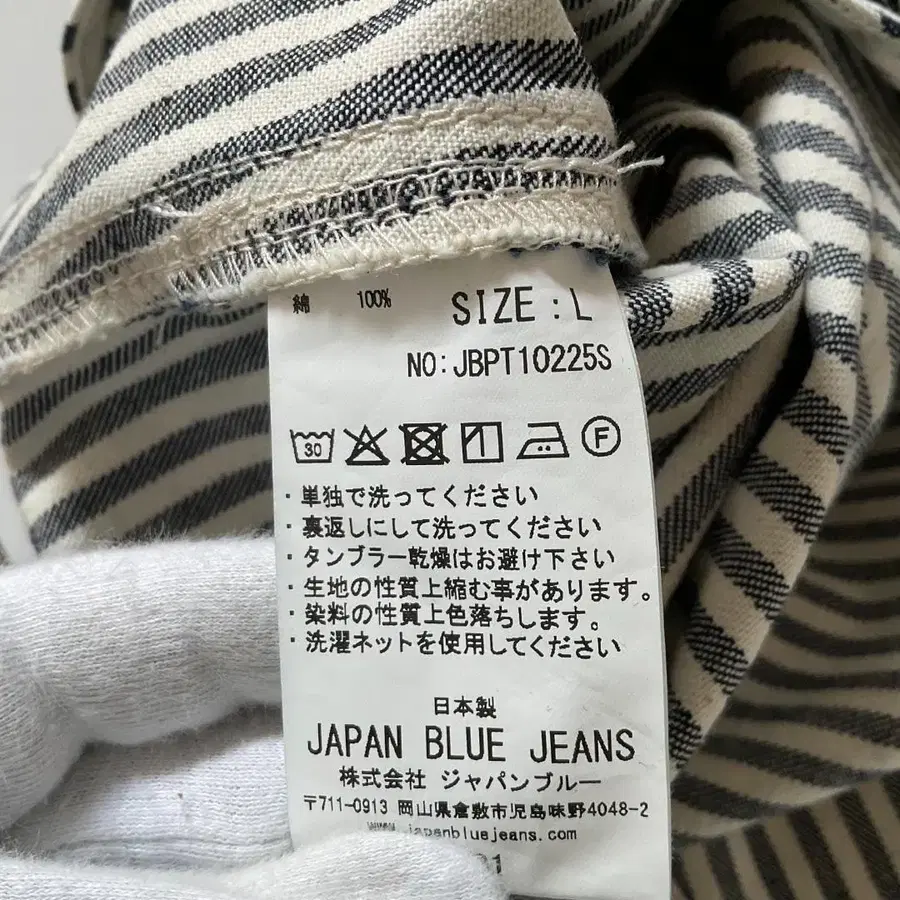 綿 100%
SIZE : L
NO: JBPT10225S
30 F
・単独で洗ってください
・裏返しにして洗ってください
・タンブラー乾燥はお避け下さい
・生地の性質上縮む事があります。
・染料の性質上色落ちします。
・洗濯ネットを使用してください
日本製
JAPAN BLUE JEANS
株式会社 ジャパンブルー
〒711-0913 岡山県倉敷市児島味野4048-2
www.japanbluejeans.com